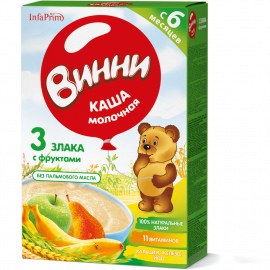 InfaPrim
с 6
месяцев
ВИННИ
КАША
МОЛОЧНАЯ
3 ЗЛАКА
с ФРУКТАМИ
БЕЗ ПАЛЬМОВОГО МАСЛА
100% НАТУРАЛЬНЫЕ
ЗЛАКИ
11 ВИТАМИНОВ